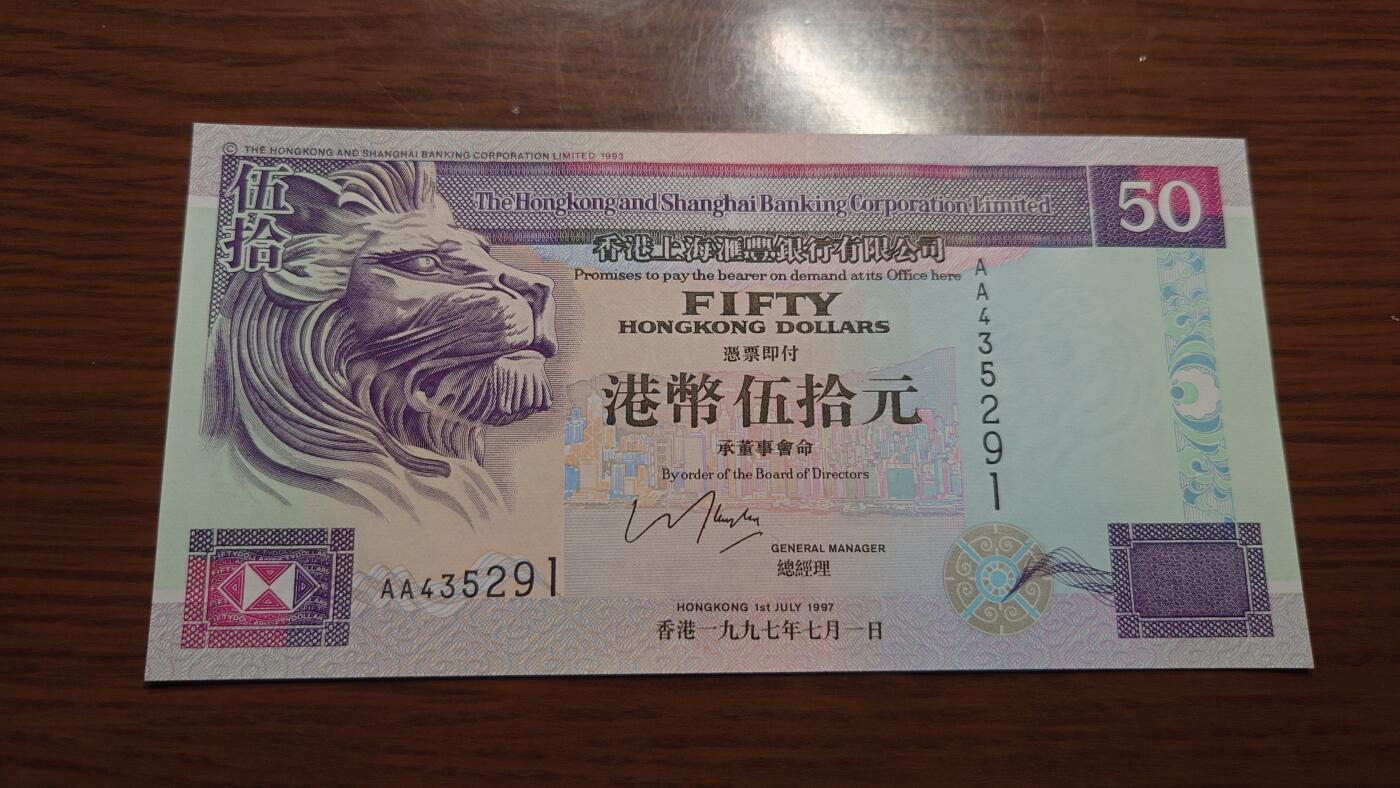 © THE HONGKONG AND SHANGHAI BANKING CORPORATION LIMITED 1993
伍拾
The Hongkong and Shanghai Banking Corporation Limited
50
香港上海滙豐銀行有限公司
Promises to pay the bearer on demand at its Office here
FIFTY
HONGKONG DOLLARS
憑票即付
港幣伍拾元
承董事會命
By order of the Board of Directors
GENERAL MANAGER
總經理
HONGKONG 1st JULY 1997
香港一九九七年七月一日
AA435291
AA435291